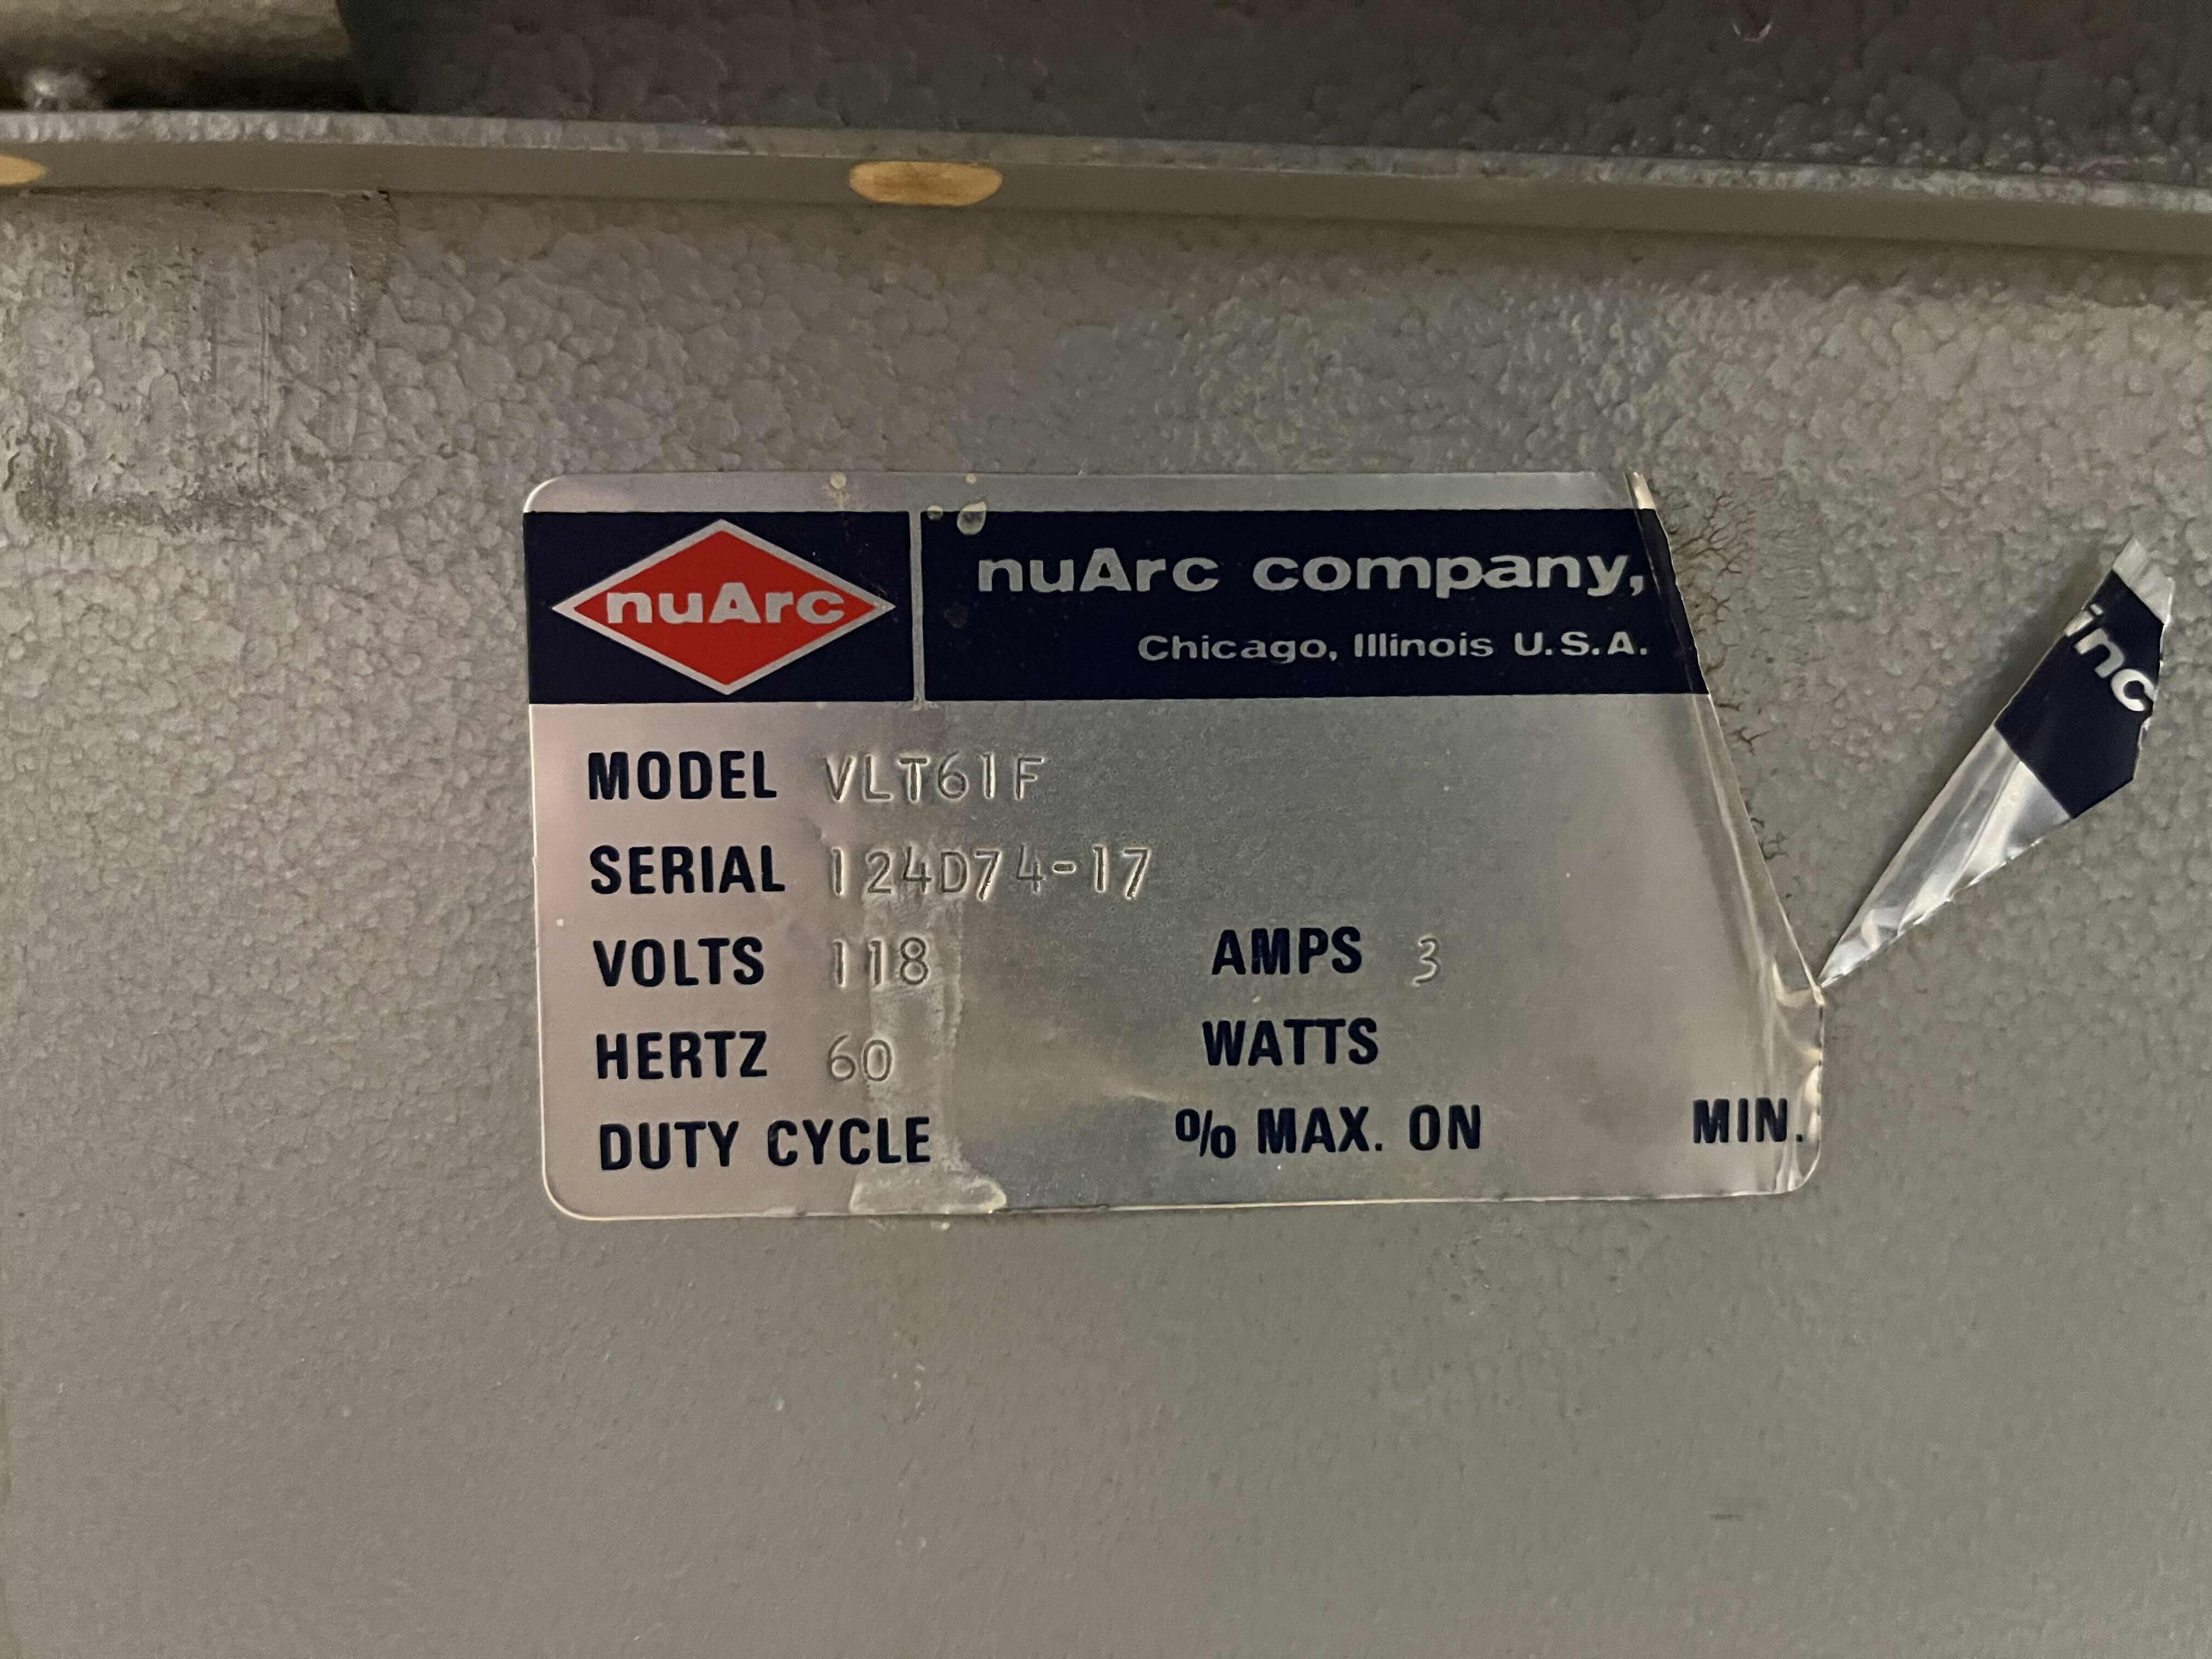 nuArc
nuArc company, inc
Chicago, Illinois U.S.A.
MODEL VLT61F
SERIAL 124D74-17
VOLTS 118 AMPS 3
HERTZ 60 WATTS
DUTY CYCLE % MAX. ON MIN.